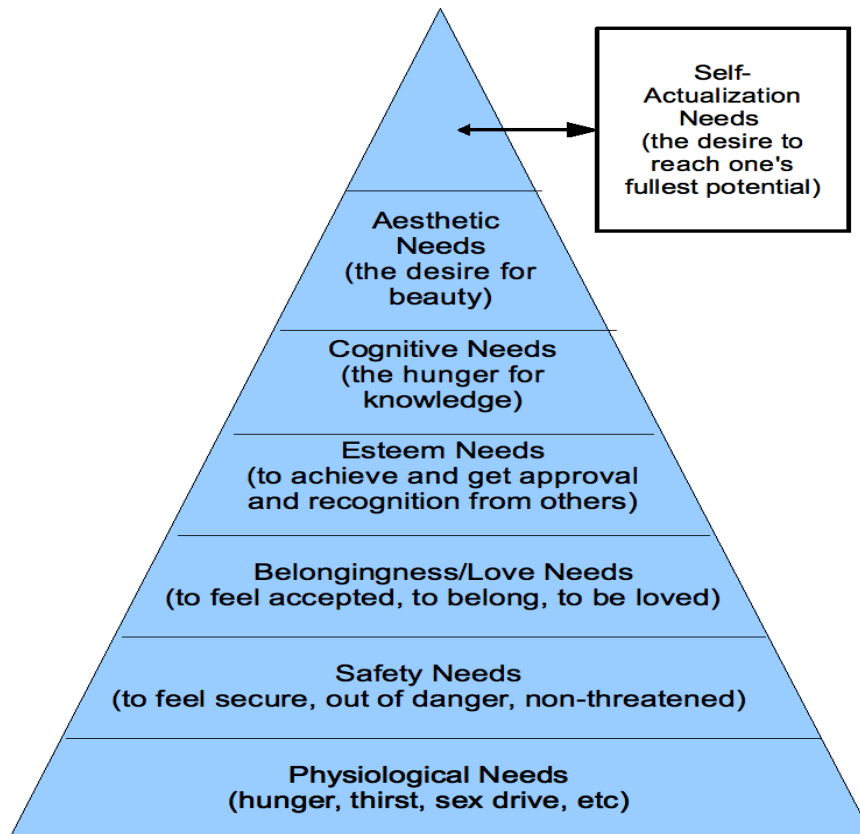 Self-
Actualization
Needs
(the desire to
reach one's
fullest potential)
Aesthetic
Needs
(the desire for
beauty)
Cognitive Needs
(the hunger for
knowledge)
Esteem Needs
(to achieve and get approval
and recognition from others)
Belongingness/Love Needs
(to feel accepted, to belong, to be loved)
Safety Needs
(to feel secure, out of danger, non-threatened)
Physiological Needs
(hunger, thirst, sex drive, etc)